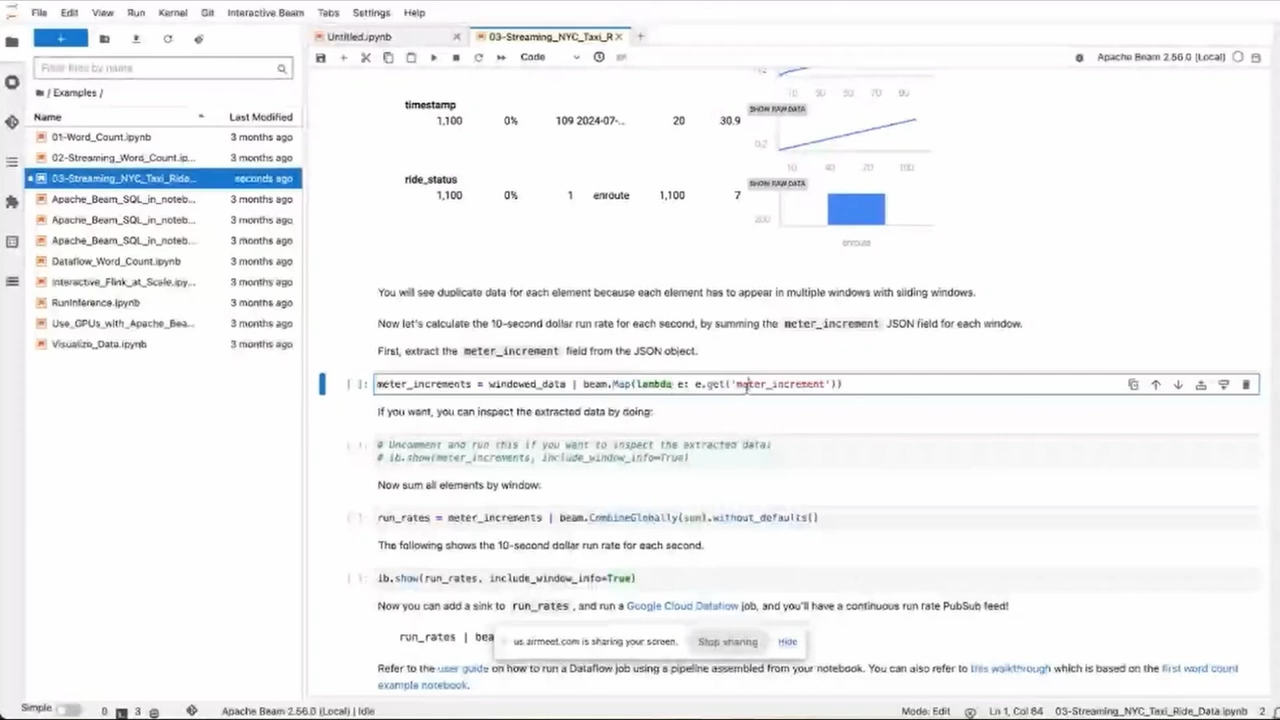 File Edit View Run Kernel Git Interactive Beam Tabs Settings Help
Untitled.ipynb
03-Streaming_NYC_Taxi_R
Code
Apache Beam 2.56.0 (Local)
Filter files by name
/ Examples /
Name Last Modified
01-Word_Count.ipynb 3 months ago
02-Streaming_Word_Count.ip... 3 months ago
03-Streaming_NYC_Taxi_Ride... seconds ago
Apache_Beam_SQL_in_noteb... 3 months ago
Apache_Beam_SQL_in_noteb... 3 months ago
Apache_Beam_SQL_in_noteb... 3 months ago
Dataflow_Word_Count.ipynb 3 months ago
Interactive_Flink_at_Scale.ipy... 3 months ago
RunInference.ipynb 3 months ago
Use_GPUs_with_Apache_Bea... 3 months ago
Visualize_Data.ipynb 3 months ago
10 30 50 70 90
timestamp
1,100 0% 109 2024-07-... 20 30.9
SHOW RAW DATA
0.2
10 40 70 100
ride_status
1,100 0% 1 enroute 1,100 7
SHOW RAW DATA
200
enroute
You will see duplicate data for each element because each element has to appear in multiple windows with sliding windows.
Now let's calculate the 10-second dollar run rate for each second, by summing the meter_increment JSON field for each window.
First, extract the meter_increment field from the JSON object.
[ ]: meter_increments = windowed_data | beam.Map(lambda e: e.get('meter_increment'))
If you want, you can inspect the extracted data by doing:
[ ]: # Uncomment and run this if you want to inspect the extracted data:
# ib.show(meter_increments, include_window_info=True)
Now sum all elements by window:
[ ]: run_rates = meter_increments | beam.CombineGlobally(sum).without_defaults()
The following shows the 10-second dollar run rate for each second.
[ ]: ib.show(run_rates, include_window_info=True)
Now you can add a sink to run_rates, and run a Google Cloud Dataflow job, and you'll have a continuous run rate PubSub feed!
run_rates | bea
us.airmeet.com is sharing your screen. Stop sharing Hide
Refer to the user guide on how to run a Dataflow job using a pipeline assembled from your notebook. You can also refer to this walkthrough which is based on the first word count
example notebook.
Simple 0 3 Apache Beam 2.56.0 (Local) | Idle Mode: Edit Ln 1, Col 84 03-Streaming_NYC_Taxi_Ride_Data.ipynb 2